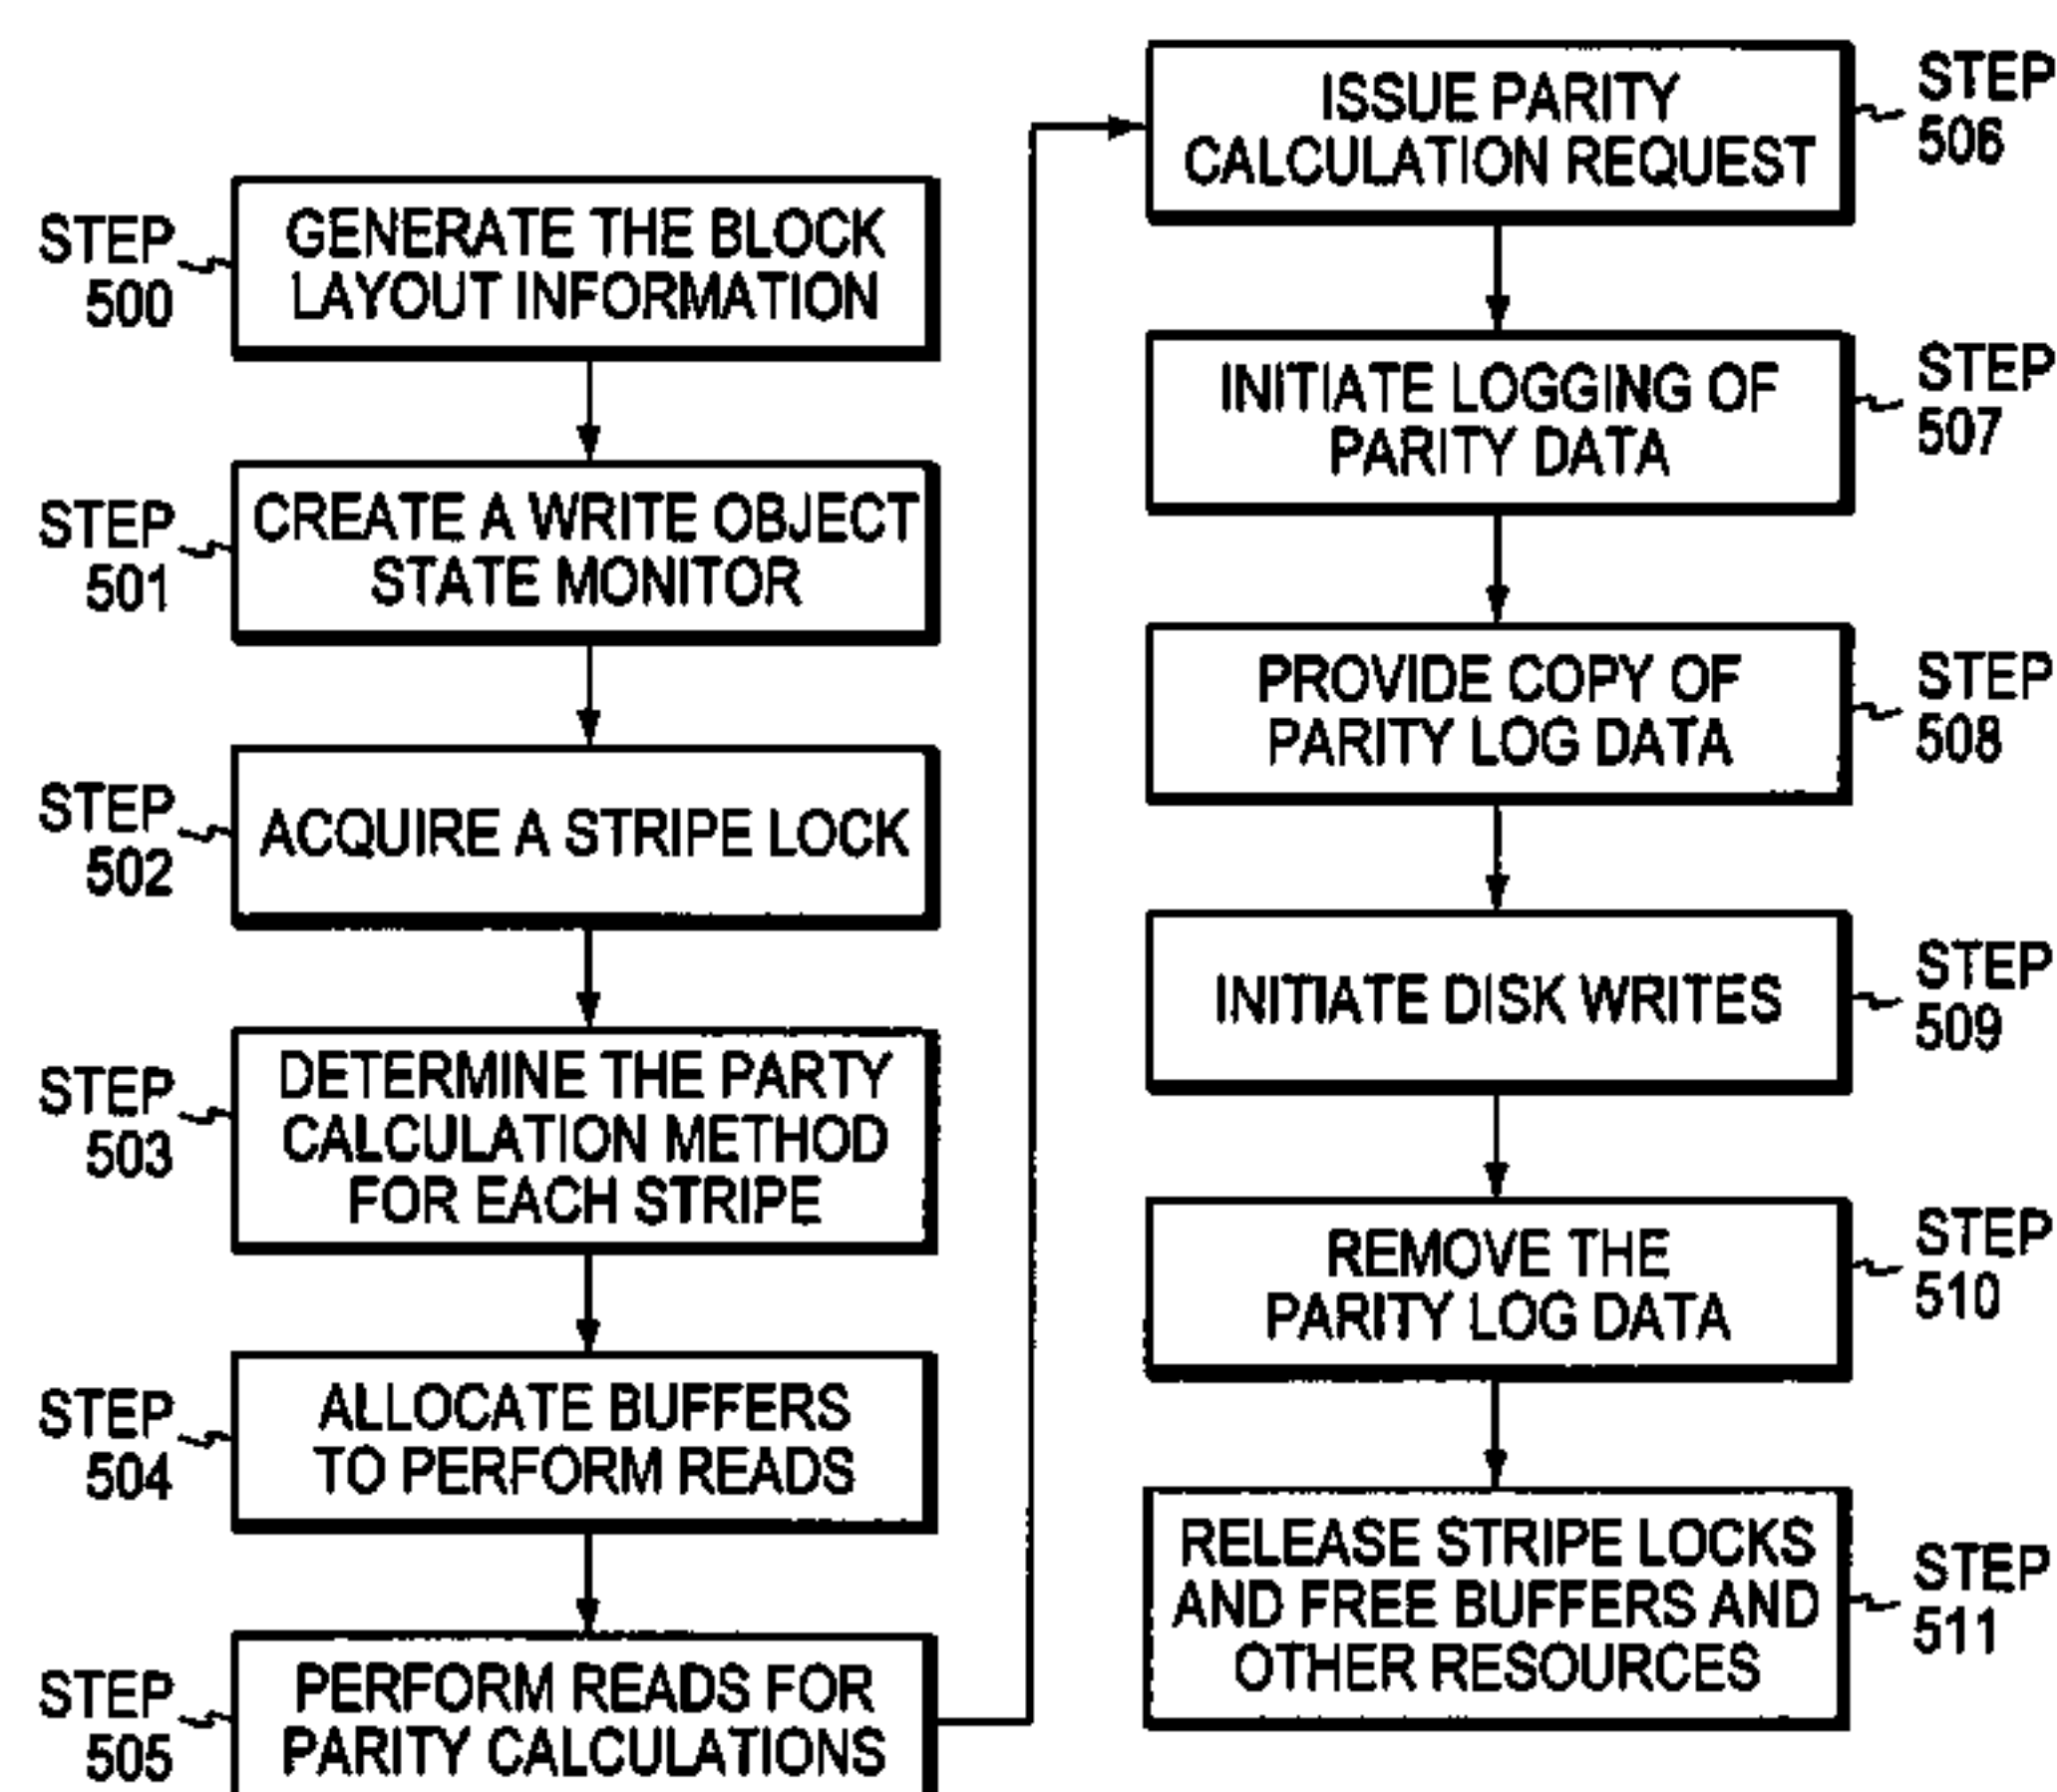 STEP
500
GENERATE THE BLOCK
LAYOUT INFORMATION
STEP
501
CREATE A WRITE OBJECT
STATE MONITOR
STEP
502
ACQUIRE A STRIPE LOCK
STEP
503
DETERMINE THE PARTY
CALCULATION METHOD
FOR EACH STRIPE
STEP
504
ALLOCATE BUFFERS
TO PERFORM READS
STEP
505
PERFORM READS FOR
PARITY CALCULATIONS
ISSUE PARITY
CALCULATION REQUEST
STEP
506
INITIATE LOGGING OF
PARITY DATA
STEP
507
PROVIDE COPY OF
PARITY LOG DATA
STEP
508
INITIATE DISK WRITES
STEP
509
REMOVE THE
PARITY LOG DATA
STEP
510
RELEASE STRIPE LOCKS
AND FREE BUFFERS AND
OTHER RESOURCES
STEP
511